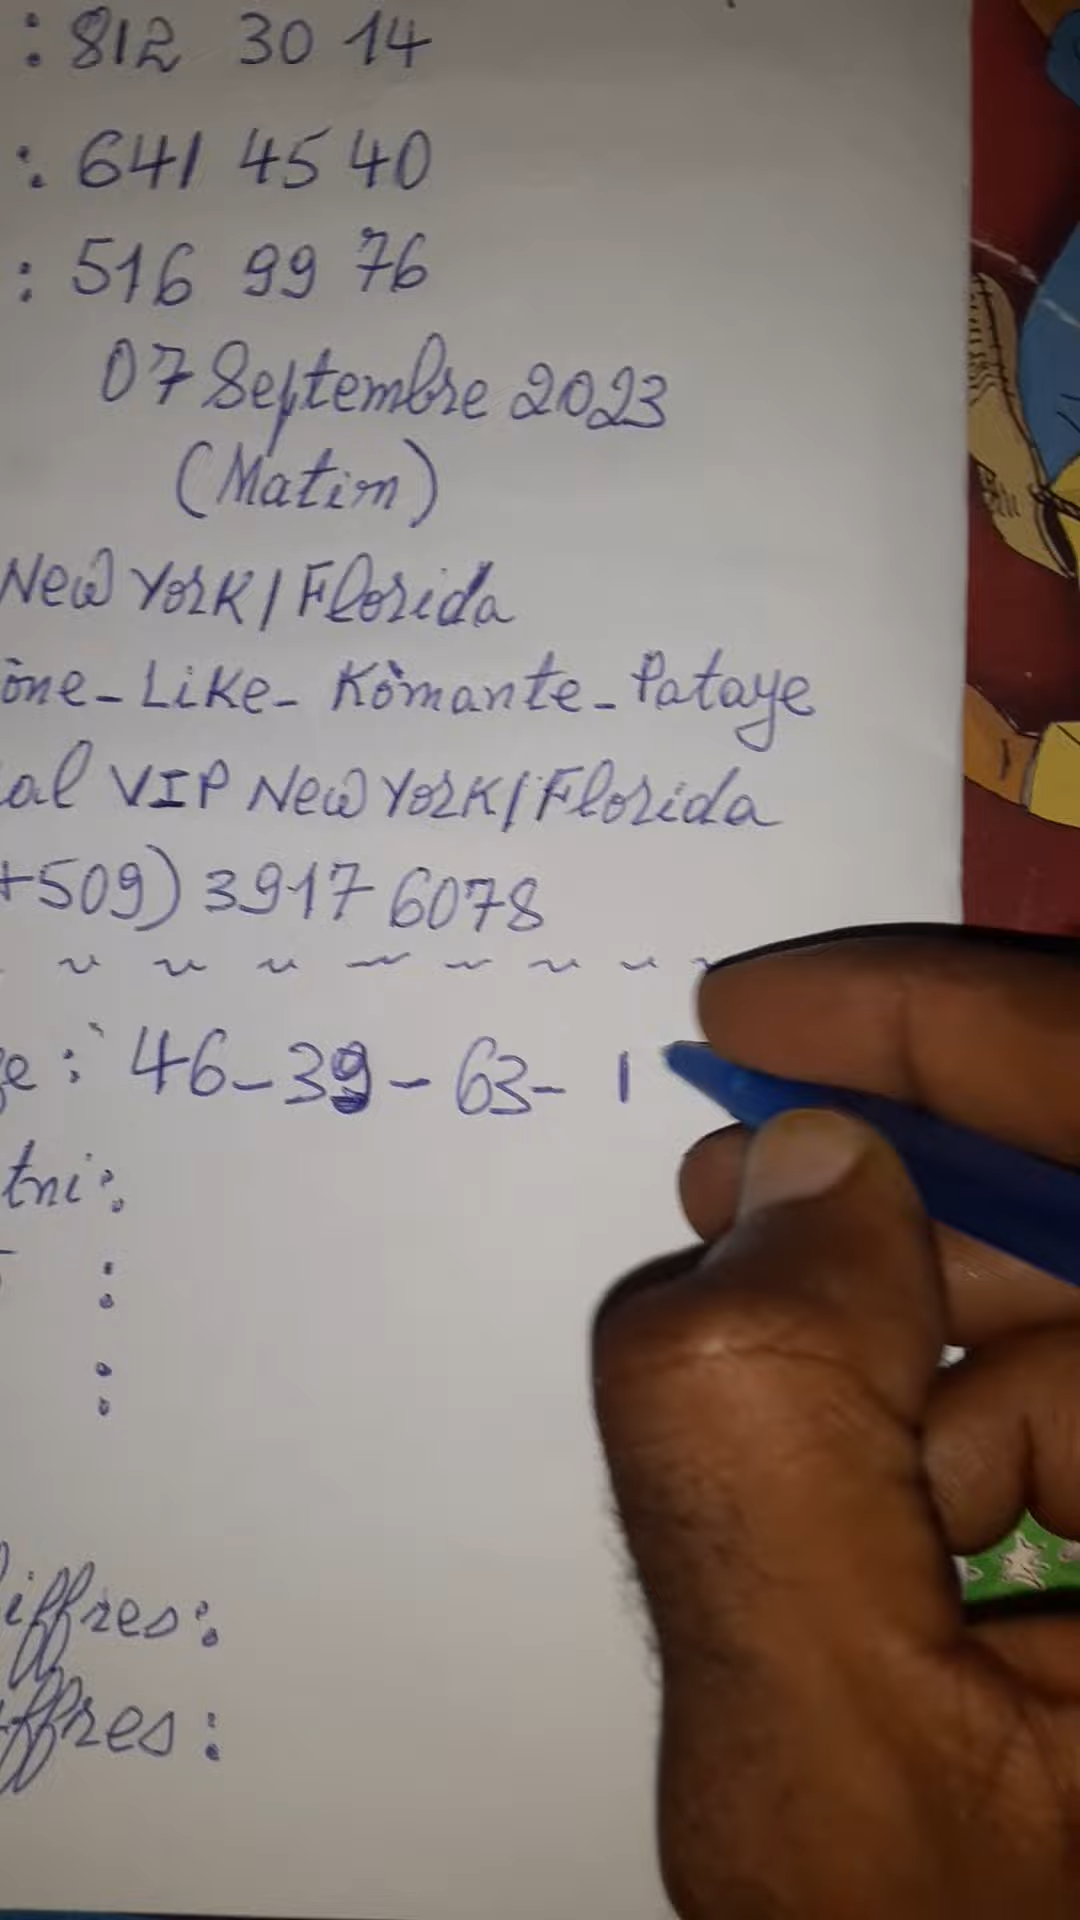 : 812 30 14
: 641 45 40
: 516 99 76
07 Septembre 2023
(Matin)
New York/Florida
ône-Like-Kòmante-Pataye
al VIP New York/Florida
+509) 3917 6078
ge: 46-39-63-1
tni:
:
:
iffres:
ffres: